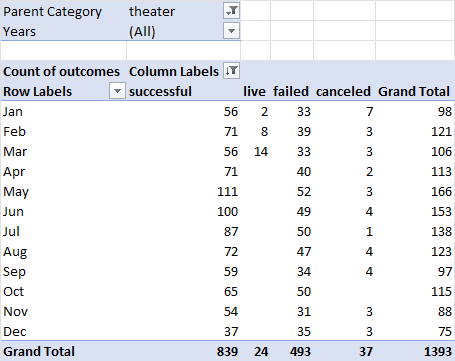 Parent Category theater
Years (All)
Count of outcomes Column Labels
Row Labels successful live failed canceled Grand Total
Jan 56 2 33 7 98
Feb 71 8 39 3 121
Mar 56 14 33 3 106
Apr 71 40 2 113
May 111 52 3 166
Jun 100 49 4 153
Jul 87 50 1 138
Aug 72 47 4 123
Sep 59 34 4 97
Oct 65 50 115
Nov 54 31 3 88
Dec 37 35 3 75
Grand Total 839 24 493 37 1393